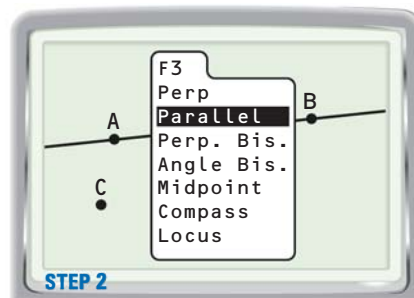 F3
Perp
Parallel
Perp. Bis.
Angle Bis.
Midpoint
Compass
Locus
A
B
C
STEP 2